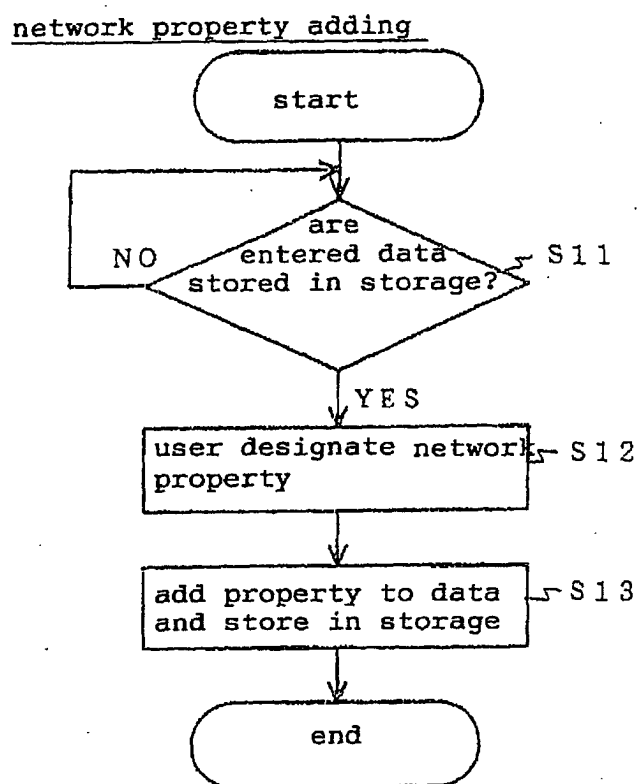 network property adding
start
are
entered data
stored in storage?
NO
S11
YES
user designate network
property
S12
add property to data
and store in storage
S13
end